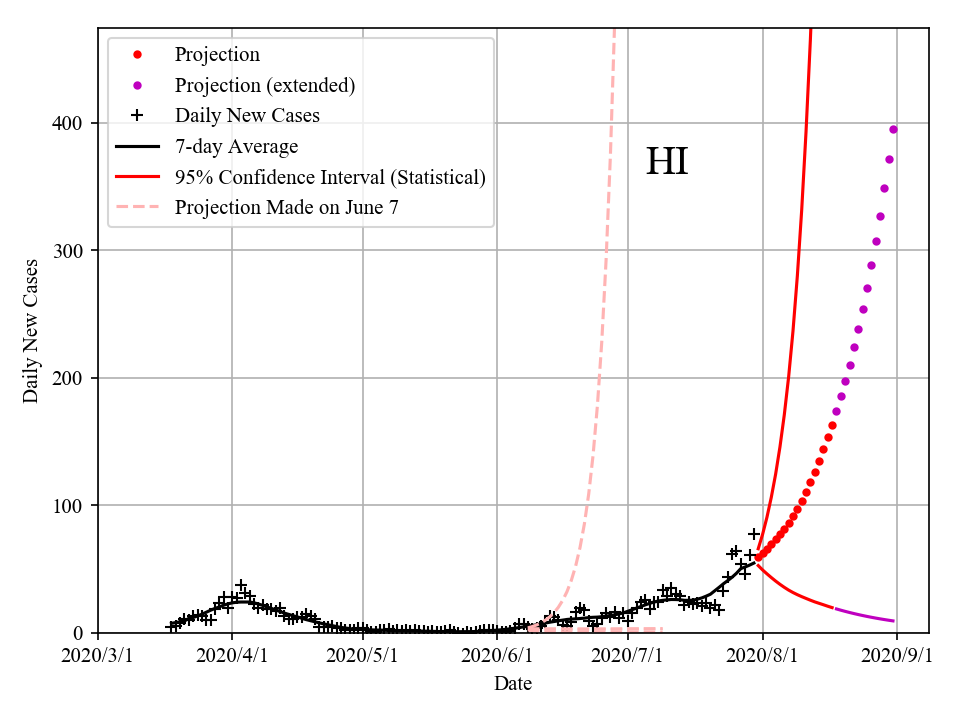 Projection
Projection (extended)
Daily New Cases
7-day Average
95% Confidence Interval (Statistical)
Projection Made on June 7
HI
400
300
200
100
0
Daily New Cases
2020/3/1 2020/4/1 2020/5/1 2020/6/1 2020/7/1 2020/8/1 2020/9/1
Date